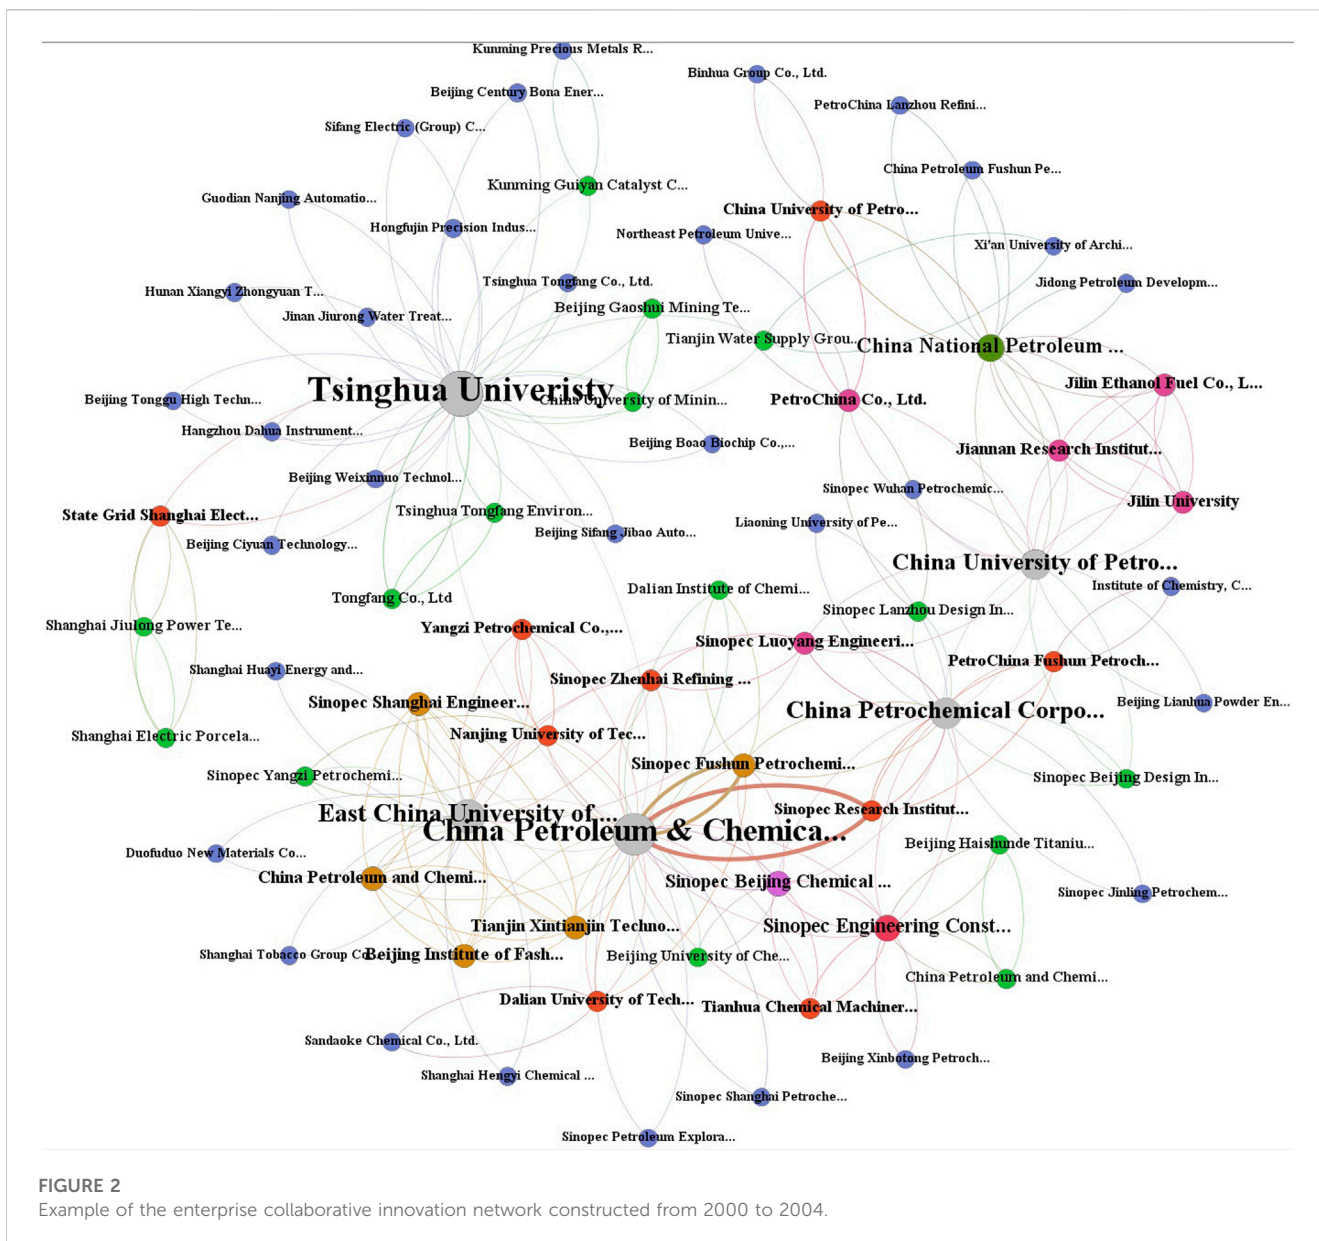 Kunming Precious Metals R...
Binhua Group Co., Ltd.
Beijing Century Bona Ener...
PetroChina Lanzhou Refini...
Sifang Electric (Group) C...
China Petroleum Fushun Pe...
Kunming Guiyan Catalyst C...
Guodian Nanjing Automatio...
China University of Petro...
Hongfujin Precision Indus...
Northeast Petroleum Unive...
Xi'an University of Archi...
Tsinghua Tongfang Co., Ltd.
Jidong Petroleum Developm...
Hunan Xiangyi Zhongyuan T...
Beijing Gaoshui Mining Te...
Jinan Jiurong Water Treat...
Tianjin Water Supply Grou...
China National Petroleum ...
Tsinghua Univeristy
Jilin Ethanol Fuel Co., L...
Beijing Tonggu High Techn...
China University of Minin...
PetroChina Co., Ltd.
Hangzhou Dahua Instrument...
Beijing Boao Biochip Co.,...
Jiannan Research Institut...
Beijing Weixinnuo Technol...
Sinopec Wuhan Petrochemic...
Jilin University
State Grid Shanghai Elect...
Tsinghua Tongfang Environ...
Liaoning University of Pe...
Beijing Sifang Jibao Auto...
Beijing Ciyuan Technology...
China University of Petro...
Dalian Institute of Chemi...
Institute of Chemistry, C...
Tongfang Co., Ltd
Sinopec Lanzhou Design In...
Shanghai Jiulong Power Te...
Yangzi Petrochemical Co.,...
Sinopec Luoyang Engineeri...
PetroChina Fushun Petroch...
Shanghai Huayi Energy and...
Sinopec Zhenhai Refining ...
Sinopec Shanghai Engineer...
Beijing Lianhua Powder En...
China Petrochemical Corpo...
Shanghai Electric Porcela...
Nanjing University of Tec...
Sinopec Fushun Petrochemi...
Sinopec Yangzi Petrochemi...
Sinopec Beijing Design In...
Sinopec Research Institut...
East China University of ...
China Petroleum & Chemica...
Beijing Haishunde Titaniu...
Duofuduo New Materials Co...
China Petroleum and Chemi...
Sinopec Beijing Chemical ...
Sinopec Jinling Petrochem...
Tianjin Xintianjin Techno...
Sinopec Engineering Const...
Shanghai Tobacco Group Co...
Beijing Institute of Fash...
Beijing University of Che...
China Petroleum and Chemi...
Dalian University of Tech...
Tianhua Chemical Machiner...
Sandaoke Chemical Co., Ltd.
Beijing Xinbotong Petroch...
Shanghai Hengyi Chemical ...
Sinopec Shanghai Petroche...
Sinopec Petroleum Explora...
FIGURE 2
Example of the enterprise collaborative innovation network constructed from 2000 to 2004.